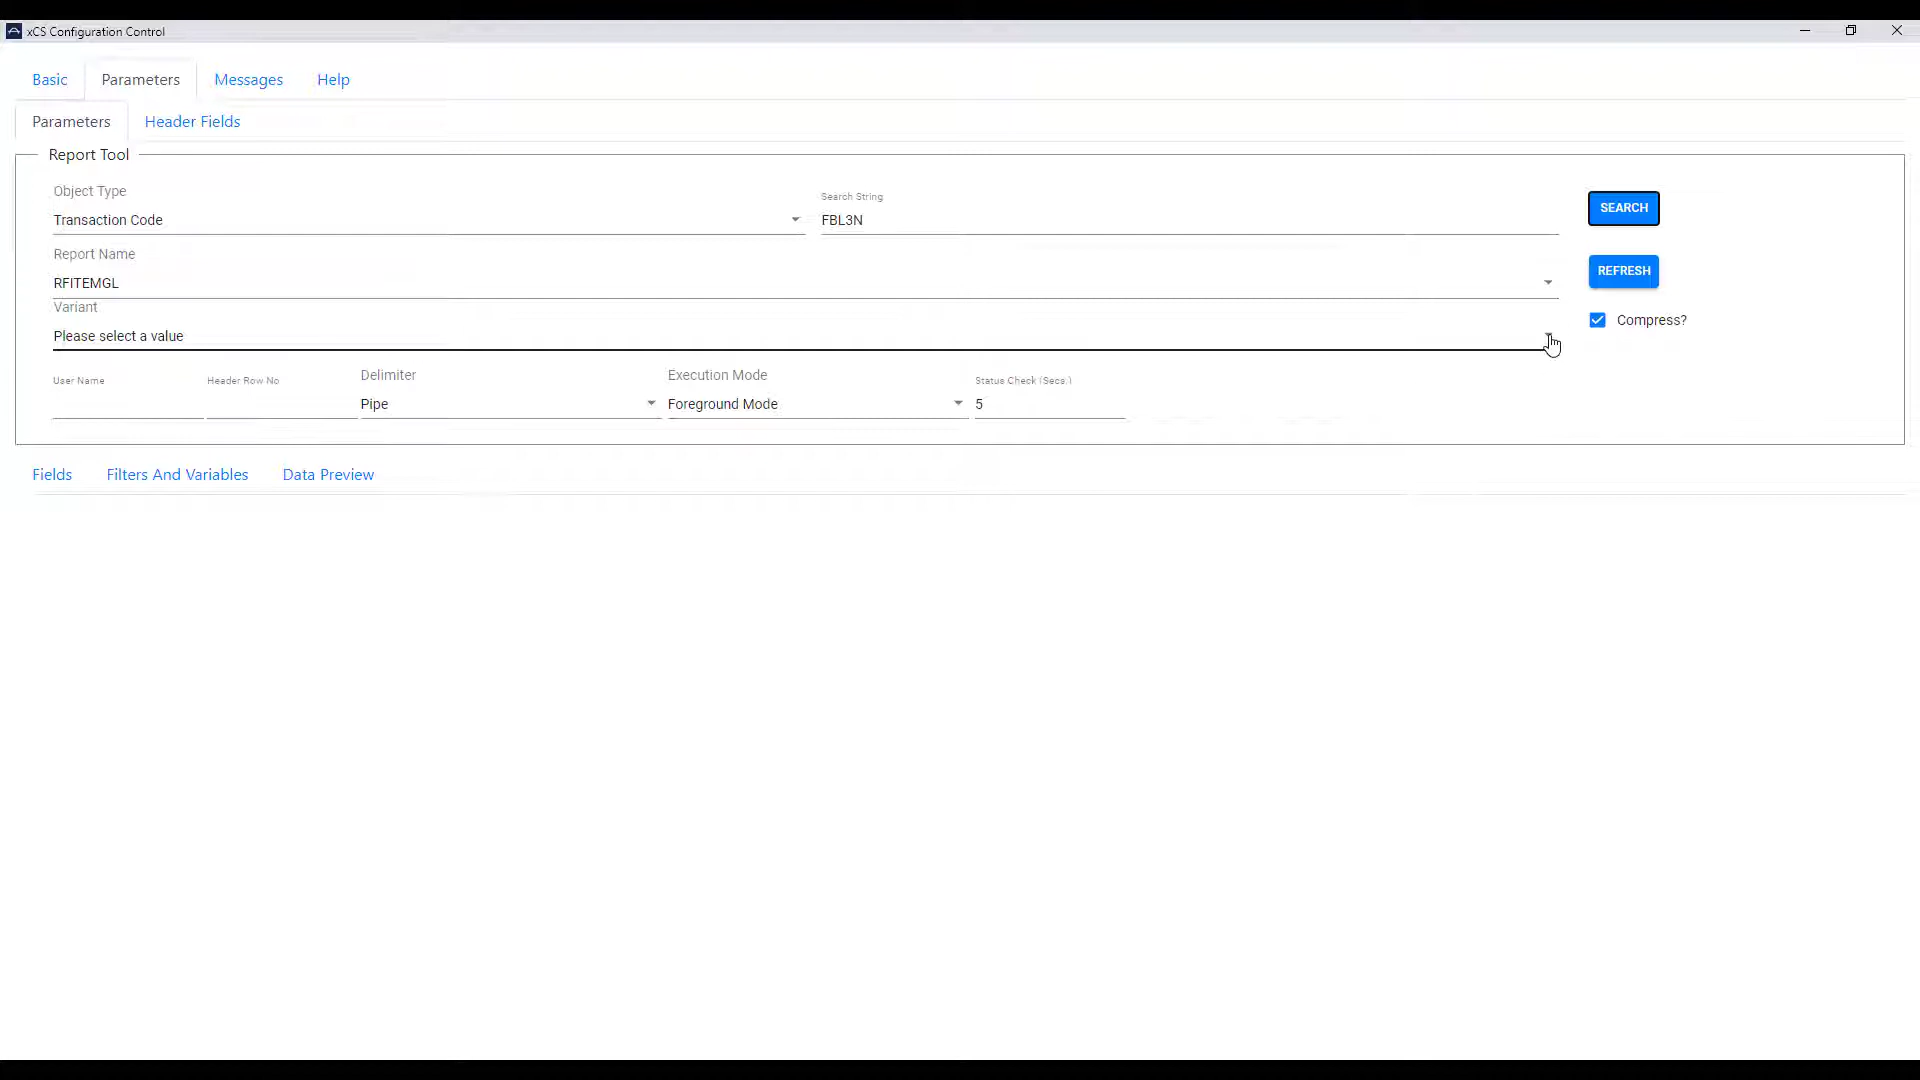 xCS Configuration Control
Basic Parameters Messages Help
Parameters Header Fields
Report Tool
Object Type
Transaction Code
Search String
FBL3N
SEARCH
Report Name
RFITEMGL
REFRESH
Variant
Please select a value
Compress?
User Name
Header Row No
Delimiter
Pipe
Execution Mode
Foreground Mode
Status Check (Secs.)
5
Fields Filters And Variables Data Preview